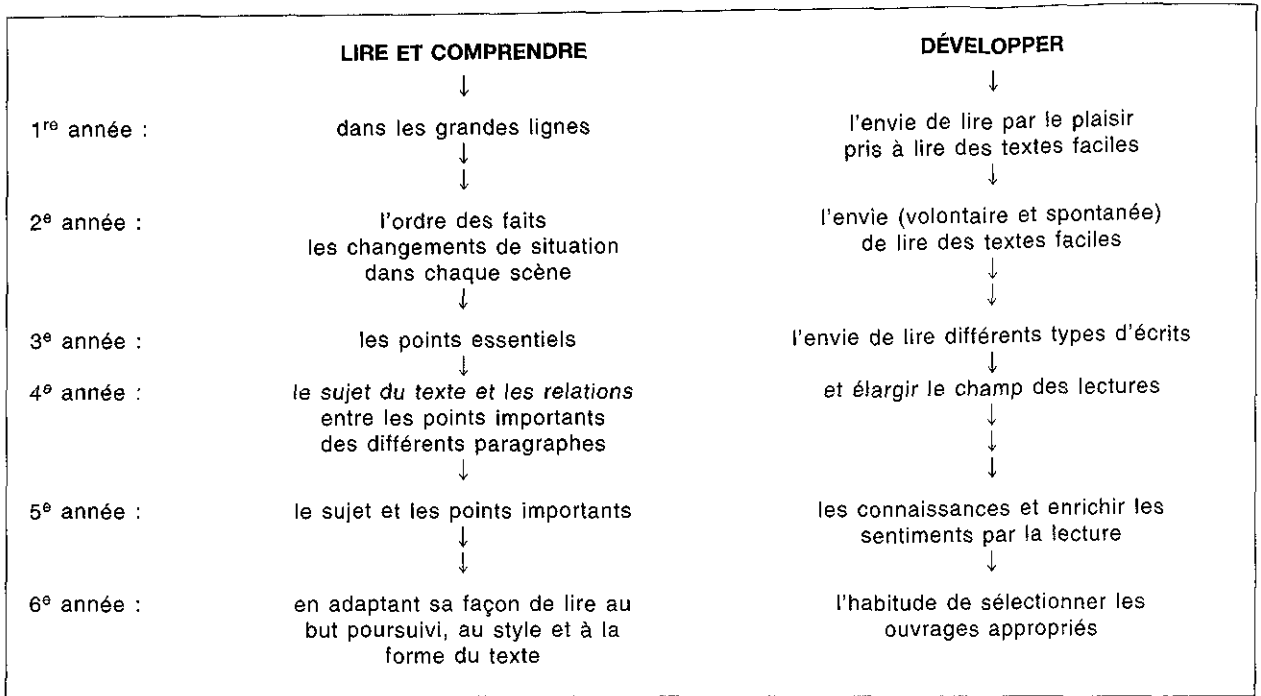 LIRE ET COMPRENDRE
DÉVELOPPER
↓
↓
1re année :
dans les grandes lignes
l'envie de lire par le plaisir
pris à lire des textes faciles
↓
↓
↓
2e année :
l'ordre des faits
les changements de situation
dans chaque scène
l'envie (volontaire et spontanée)
de lire des textes faciles
↓
↓
↓
3e année :
les points essentiels
l'envie de lire différents types d'écrits
↓
↓
4e année :
le sujet du texte et les relations
entre les points importants
des différents paragraphes
et élargir le champ des lectures
↓
↓
↓
↓
5e année :
le sujet et les points importants
les connaissances et enrichir les
sentiments par la lecture
↓
↓
↓
6e année :
en adaptant sa façon de lire au
but poursuivi, au style et à la
forme du texte
l'habitude de sélectionner les
ouvrages appropriés